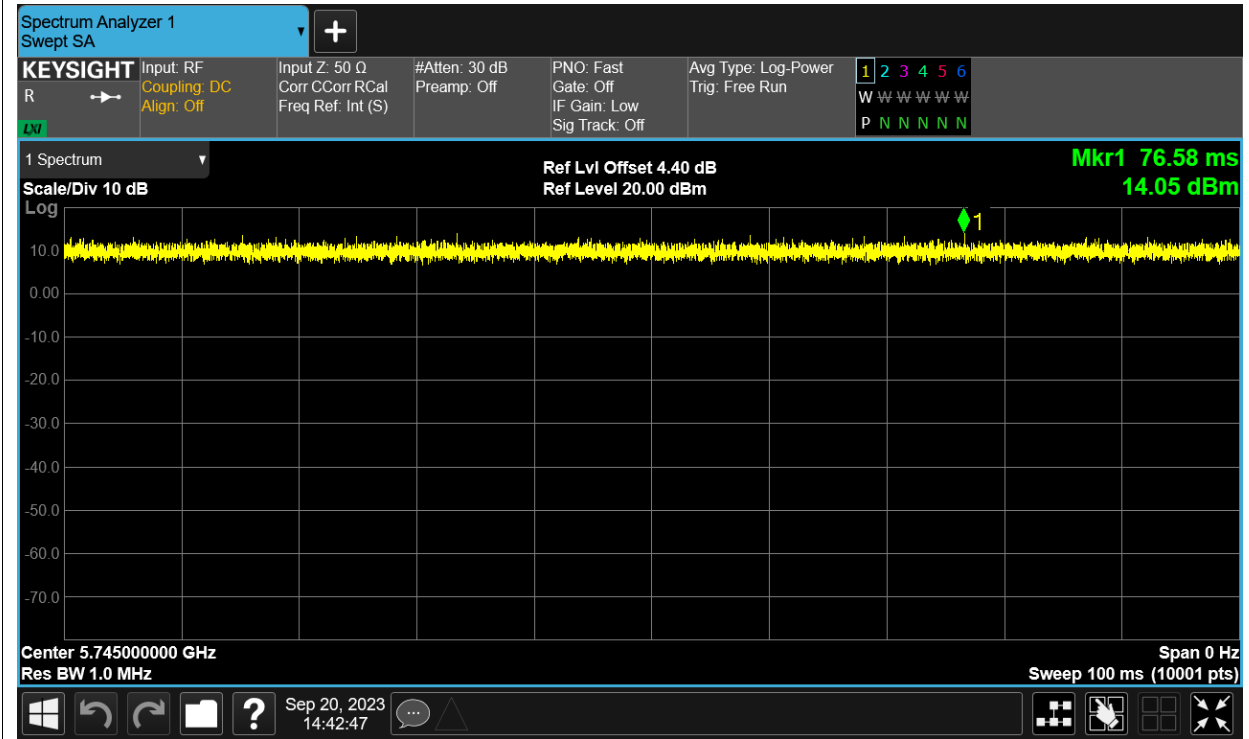 Spectrum Analyzer 1
Swept SA
KEYSIGHT
R
LXI
Input: RF
Coupling: DC
Align: Off
Input Z: 50 Ω
Corr CCorr RCal
Freq Ref: Int (S)
#Atten: 30 dB
Preamp: Off
PNO: Fast
Gate: Off
IF Gain: Low
Sig Track: Off
Avg Type: Log-Power
Trig: Free Run
1 2 3 4 5 6
W W W W W W
P N N N N N
1 Spectrum
Scale/Div 10 dB
Log
Ref Lvl Offset 4.40 dB
Ref Level 20.00 dBm
Mkr1 76.58 ms
14.05 dBm
1
10.0
0.00
-10.0
-20.0
-30.0
-40.0
-50.0
-60.0
-70.0
Center 5.745000000 GHz
Res BW 1.0 MHz
Span 0 Hz
Sweep 100 ms (10001 pts)
?
Sep 20, 2023
14:42:47